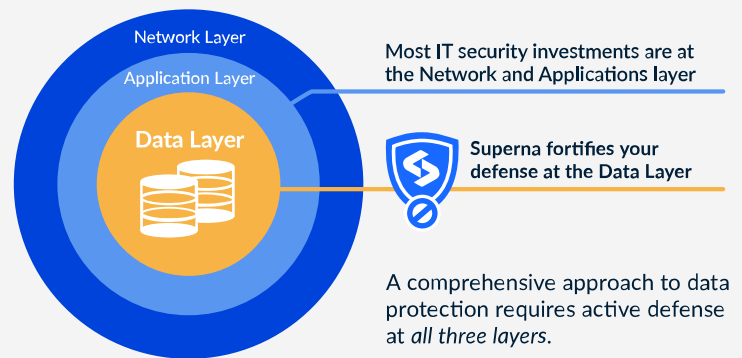 Network Layer
Application Layer
Data Layer
Most IT security investments are at
the Network and Applications layer
Superna fortifies your
defense at the Data Layer
A comprehensive approach to data
protection requires active defense
at all three layers.